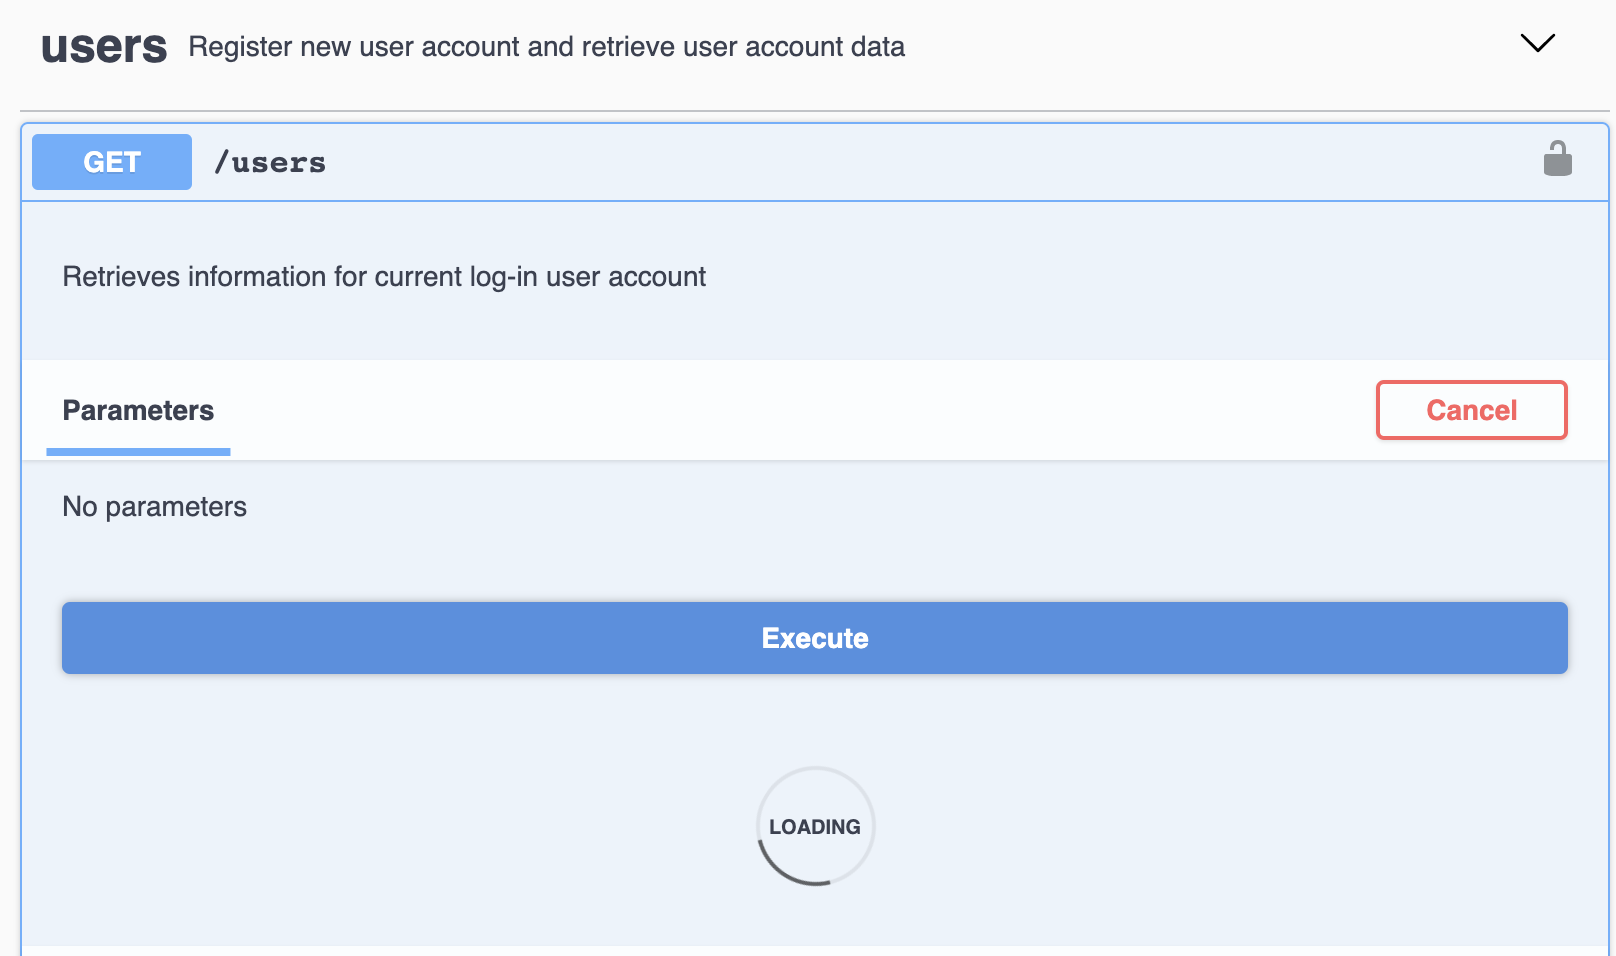 users Register new user account and retrieve user account data
GET /users
Retrieves information for current log-in user account
Parameters Cancel
No parameters
Execute
LOADING